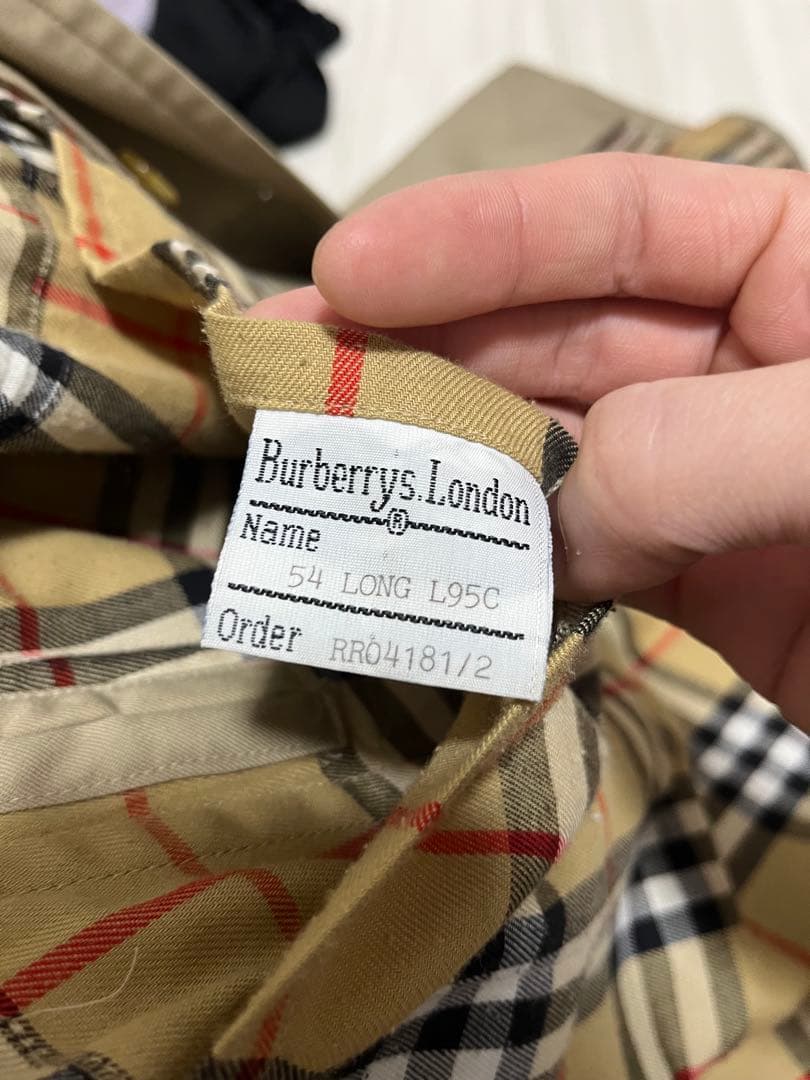 Burberrys.London
®
Name
54 LONG L95C
Order
RR04181/2